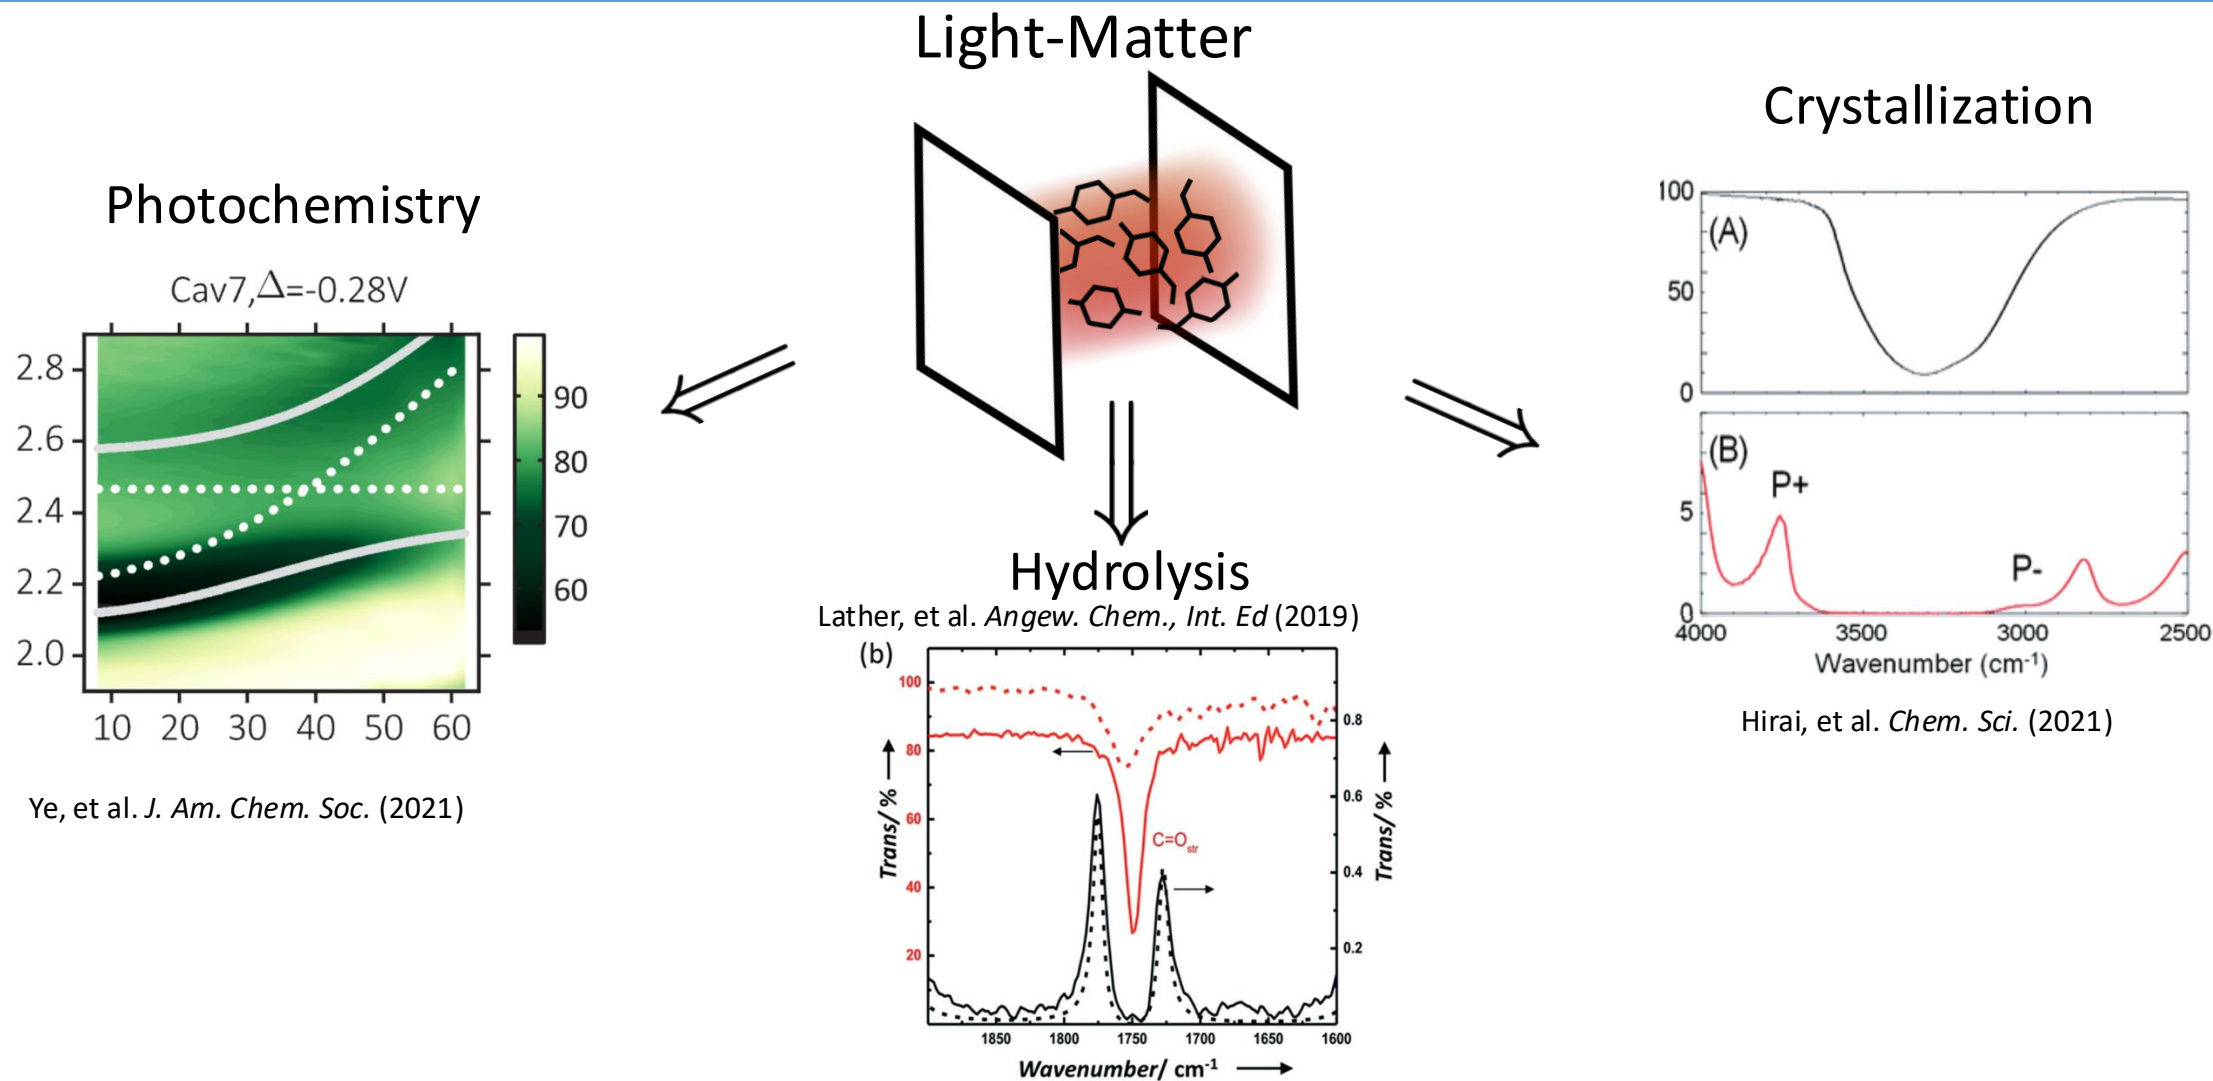 Light-Matter
Photochemistry
Cav7,Δ=-0.28V
2.8
2.6
2.4
2.2
2.0
10 20 30 40 50 60
90
80
70
60
Ye, et al. J. Am. Chem. Soc. (2021)
Hydrolysis
Lather, et al. Angew. Chem., Int. Ed (2019)
(b)
100
80
60
40
20
Trans/ %
C=Ostr
0.8
0.6
0.4
0.2
Trans/ %
1850 1800 1750 1700 1650 1600
Wavenumber/ cm-1
Crystallization
100
50
0
(A)
(B)
P+
P-
5
0
4000 3500 3000 2500
Wavenumber (cm-1)
Hirai, et al. Chem. Sci. (2021)